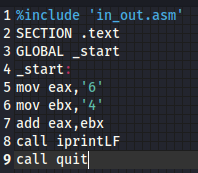 1 %include 'in_out.asm'
2 SECTION .text
3 GLOBAL _start
4 _start:
5 mov eax,'6'
6 mov ebx,'4'
7 add eax,ebx
8 call iprintLF
9 call quit